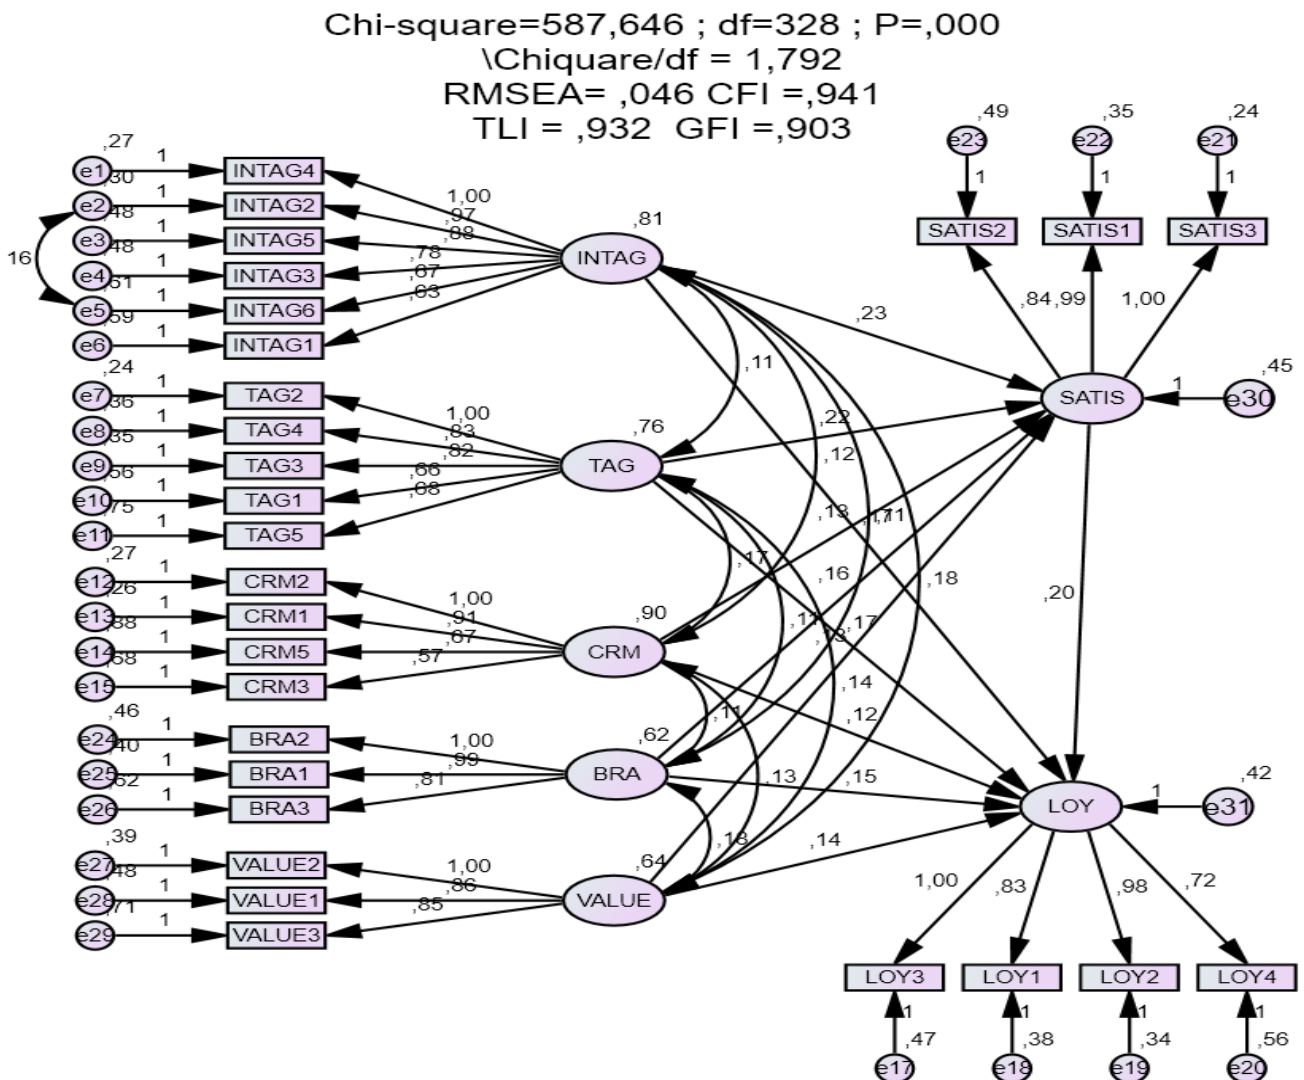 Chi-square=587,646 ; df=328 ; P=,000
\Chiquare/df = 1,792
RMSEA= ,046 CFI =,941
TLI = ,932 GFI =,903
,49 ,35 ,24
e23 e22 e21
1 1 1
SATIS2 SATIS1 SATIS3
,84 ,99 1,00
,27
e1 1 INTAG4 1,00
,30
e2 1 INTAG2 ,97
,48
e3 1 INTAG5 ,88
,48
e4 1 INTAG3 ,78
,61
e5 1 INTAG6 ,67
,59
e6 1 INTAG1 ,63
16
,81
INTAG
,23
,11
SATIS
1
e30
,45
,24
e7 1 TAG2 1,00
,36
e8 1 TAG4 ,83
,35
e9 1 TAG3 ,82
,56
e10 1 TAG1 ,66
,75
e11 1 TAG5 ,68
,76
TAG
,22
,12
,13
,11
,17
,16
,18
,20
,27
e12 1 CRM2 1,00
,26
e13 1 CRM1 ,91
e14 1 CRM5 ,67
e15 1 CRM3 ,57
,90
CRM
,17
,14
,12
,11
,46
e24 1 BRA2 1,00
,40
e25 1 BRA1 ,99
,62
e26 1 BRA3 ,81
,62
BRA
,13
,15
LOY
1
e31
,42
,39
e27 1 VALUE2 1,00
,48
e28 1 VALUE1 ,86
,71
e29 1 VALUE3 ,85
,64
VALUE
,14
1,00 ,83 ,98 ,72
LOY3 LOY1 LOY2 LOY4
1 1 1 1
,47 ,38 ,34 ,56
e17 e18 e19 e20